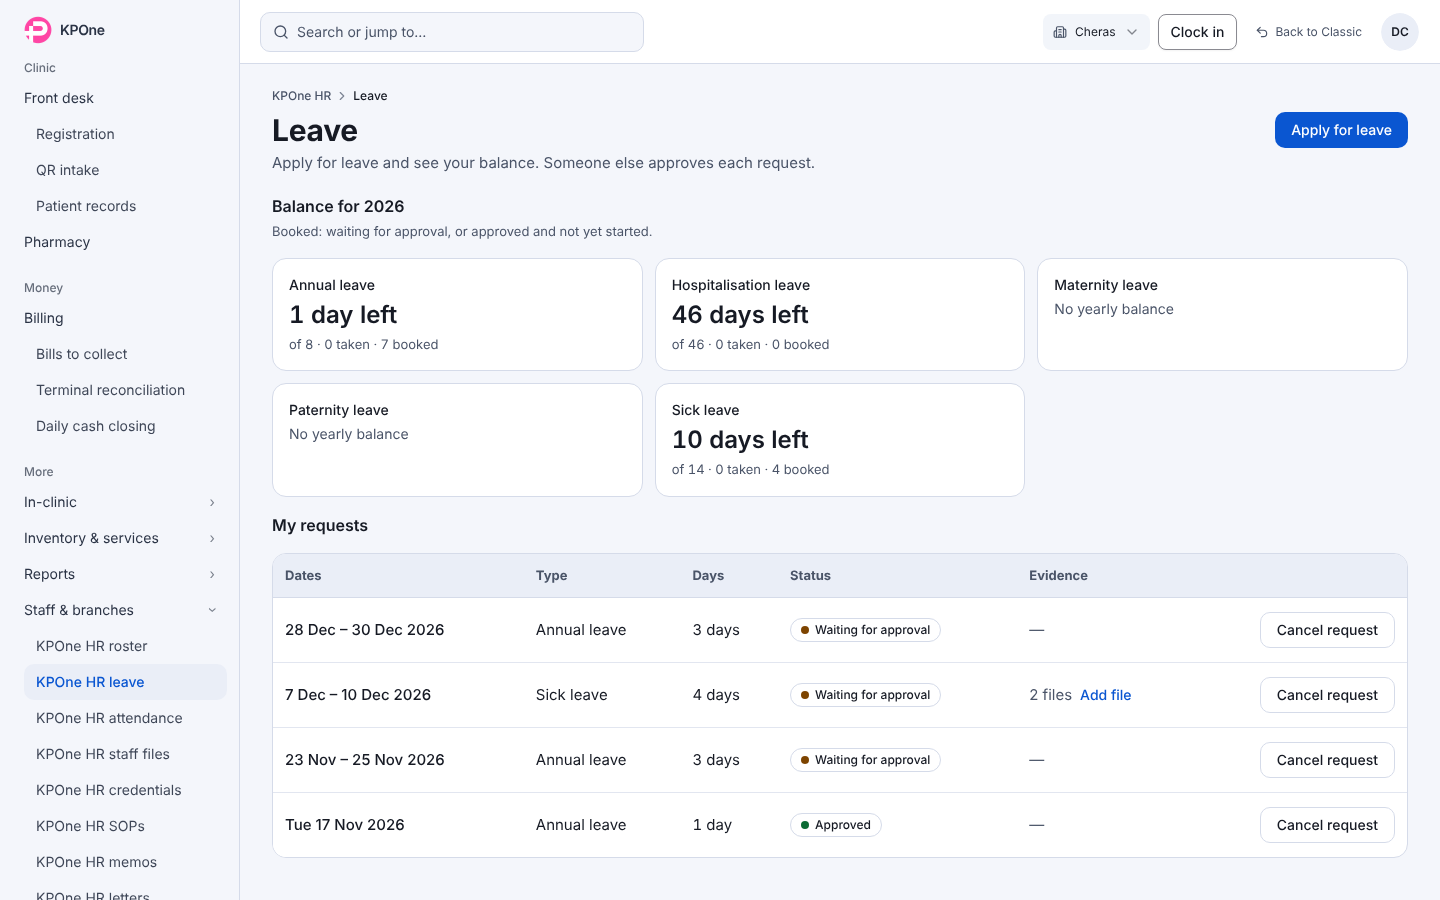 KPOne
Clinic
Front desk
Registration
QR intake
Patient records
Pharmacy
Money
Billing
Bills to collect
Terminal reconciliation
Daily cash closing
More
In-clinic
Inventory & services
Reports
Staff & branches
KPOne HR roster
KPOne HR leave
KPOne HR attendance
KPOne HR staff files
KPOne HR credentials
KPOne HR SOPs
KPOne HR memos
KPOne HR letters
Search or jump to...
Cheras
Clock in
Back to Classic
DC
KPOne HR > Leave
Leave
Apply for leave
Apply for leave and see your balance. Someone else approves each request.
Balance for 2026
Booked: waiting for approval, or approved and not yet started.
Annual leave
1 day left
of 8 · 0 taken · 7 booked
Hospitalisation leave
46 days left
of 46 · 0 taken · 0 booked
Maternity leave
No yearly balance
Paternity leave
No yearly balance
Sick leave
10 days left
of 14 · 0 taken · 4 booked
My requests
Dates Type Days Status Evidence
28 Dec – 30 Dec 2026 Annual leave 3 days Waiting for approval — Cancel request
7 Dec – 10 Dec 2026 Sick leave 4 days Waiting for approval 2 files Add file Cancel request
23 Nov – 25 Nov 2026 Annual leave 3 days Waiting for approval — Cancel request
Tue 17 Nov 2026 Annual leave 1 day Approved — Cancel request